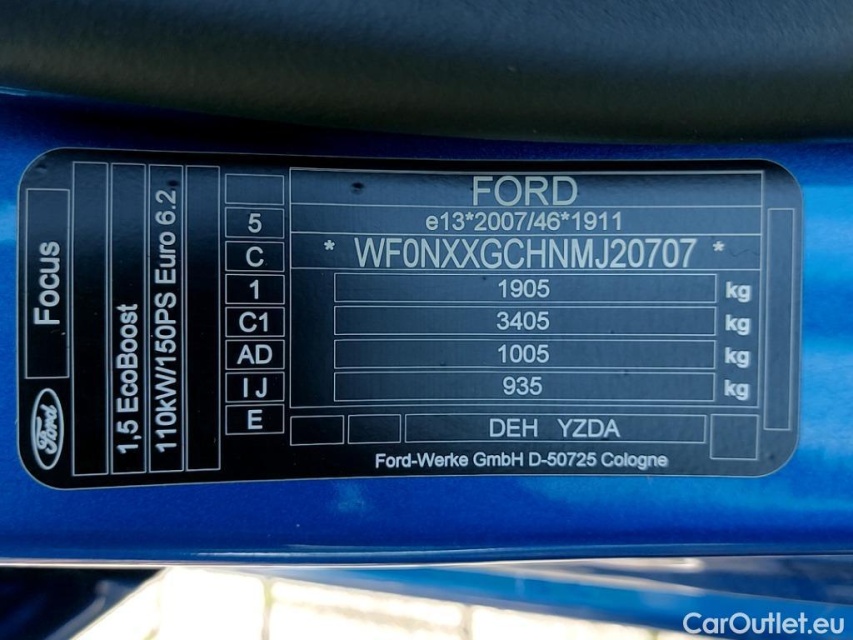 Focus
Ford
1,5 EcoBoost
110kW/150PS Euro 6.2
5
C
1
C1
AD
IJ
E
FORD
e13*2007/46*1911
* WF0NXXGCHNMJ20707 *
1905 kg
3405 kg
1005 kg
935 kg
DEH YZDA
Ford-Werke GmbH D-50725 Cologne
CarOutlet.eu